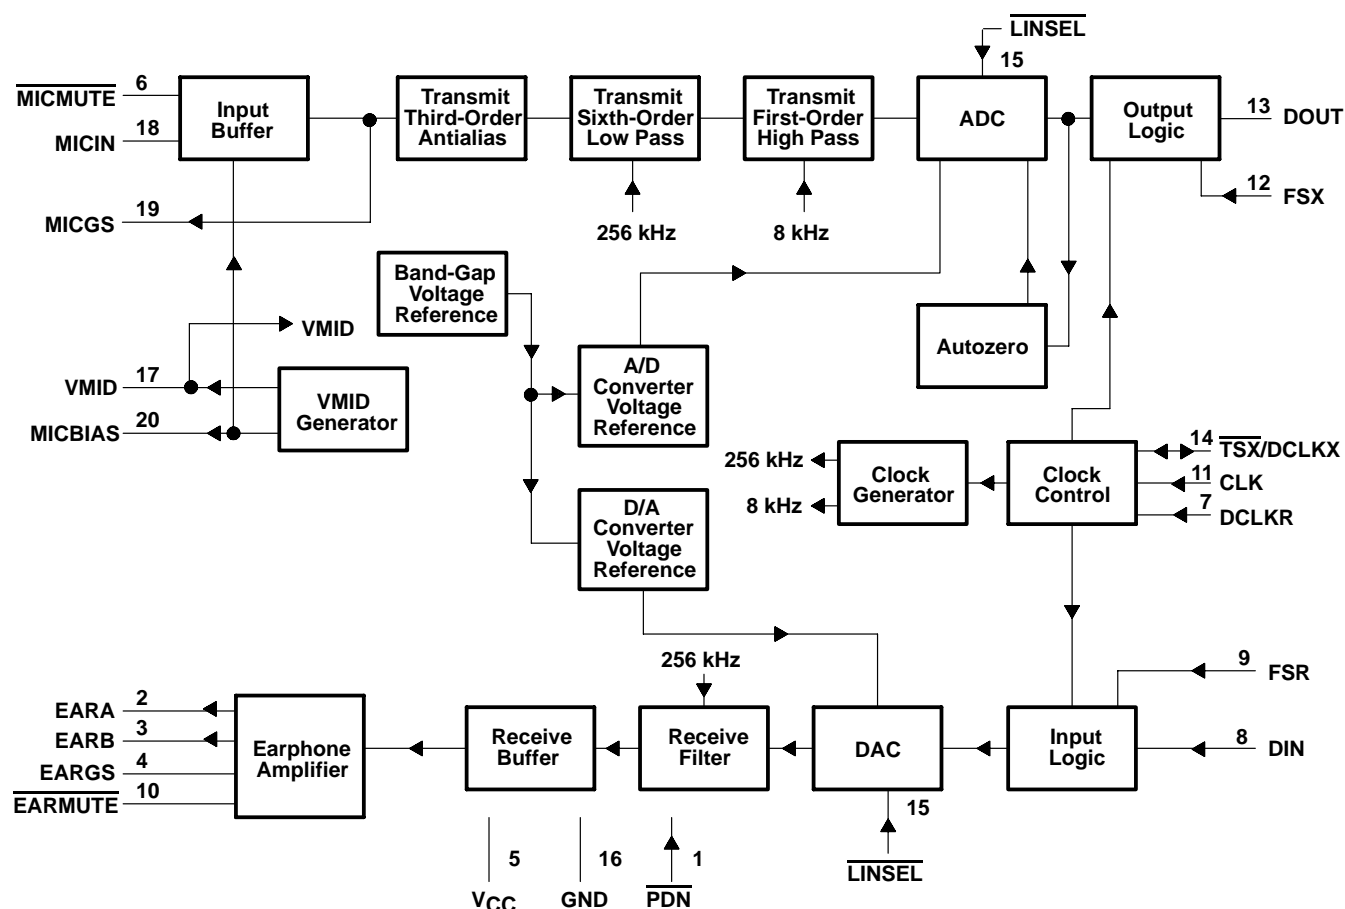 LINSEL
15
6
MICMUTE
18
MICIN
Input
Buffer
Transmit
Third-Order
Antialias
Transmit
Sixth-Order
Low Pass
Transmit
First-Order
High Pass
ADC
Output
Logic
13
DOUT
12
FSX
19
MICGS
256 kHz
8 kHz
Band-Gap
Voltage
Reference
VMID
Autozero
A/D
Converter
Voltage
Reference
17
VMID
20
MICBIAS
VMID
Generator
256 kHz
8 kHz
Clock
Generator
Clock
Control
14
TSX/DCLKX
11
CLK
7
DCLKR
D/A
Converter
Voltage
Reference
256 kHz
9
FSR
2
EARA
3
EARB
4
EARGS
10
EARMUTE
Earphone
Amplifier
Receive
Buffer
Receive
Filter
DAC
Input
Logic
8
DIN
15
LINSEL
5
VCC
16
GND
1
PDN